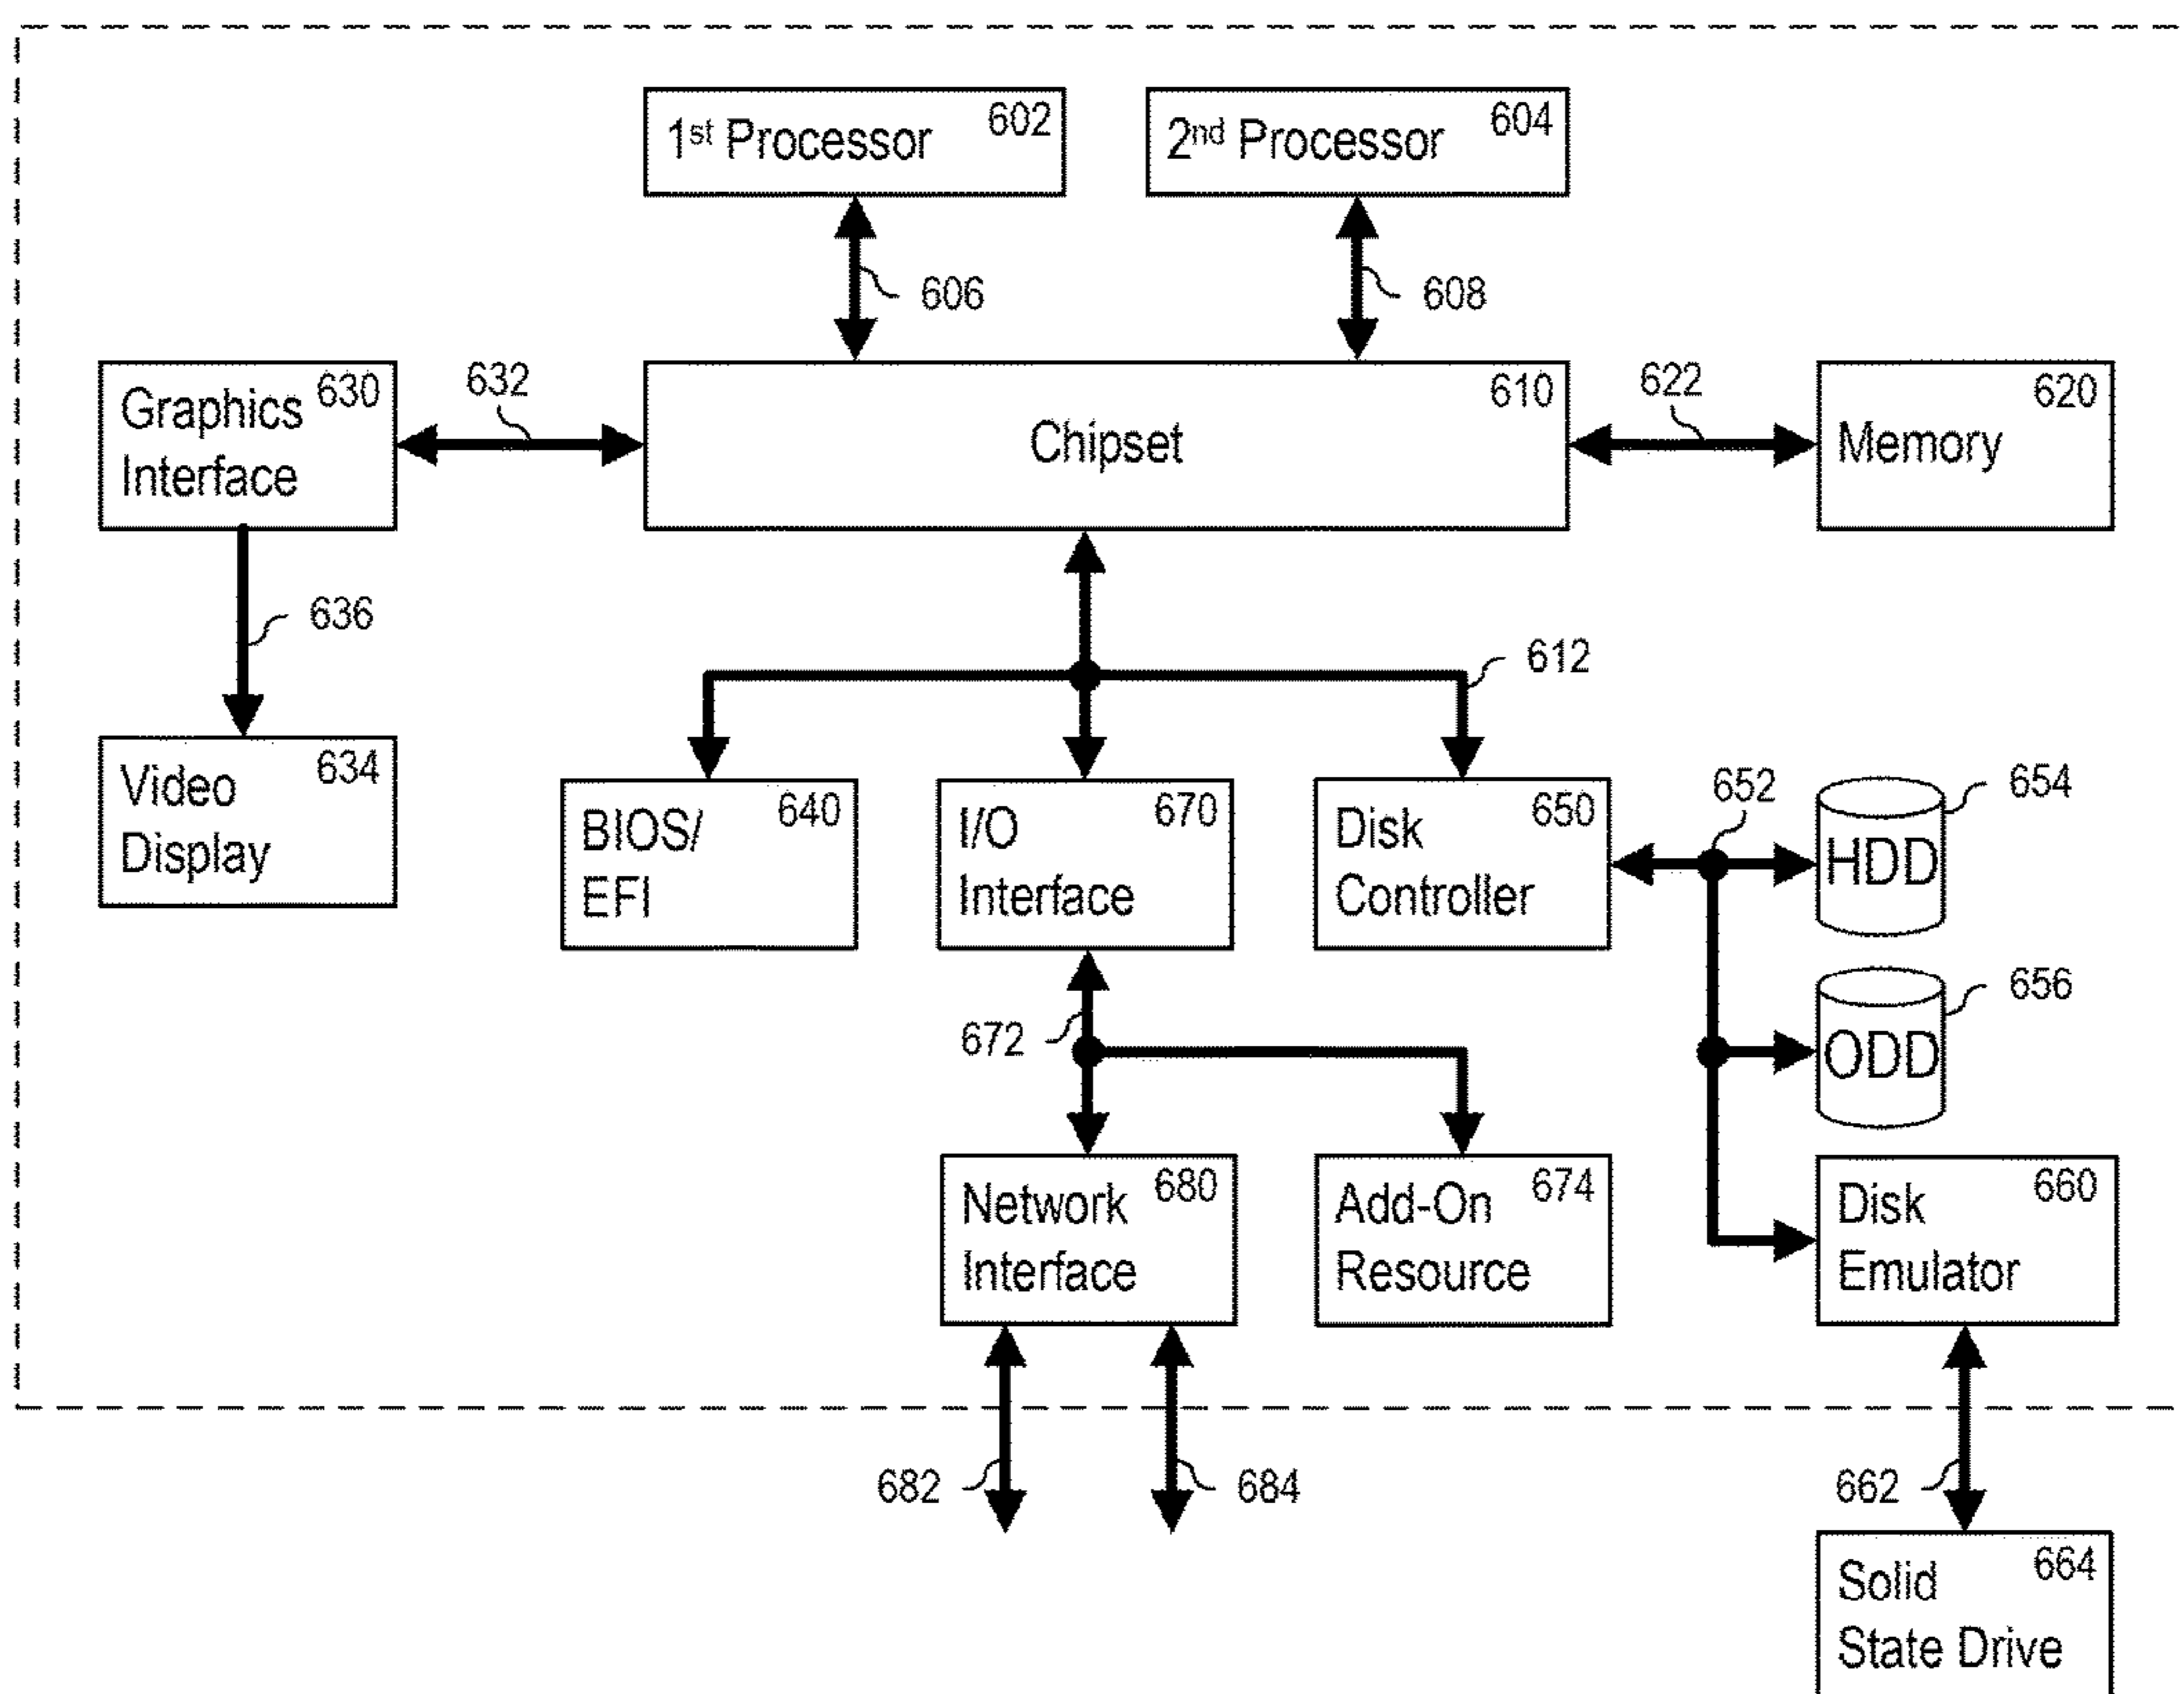 1st Processor 602
2nd Processor 604
606
608
Graphics 630
Interface
632
610
Chipset
622
620
Memory
636
612
Video 634
Display
BIOS/ 640
EFI
I/O 670
Interface
Disk 650
Controller
652
654
HDD
656
ODD
672
Network 680
Interface
Add-On 674
Resource
Disk 660
Emulator
682
684
662
Solid 664
State Drive